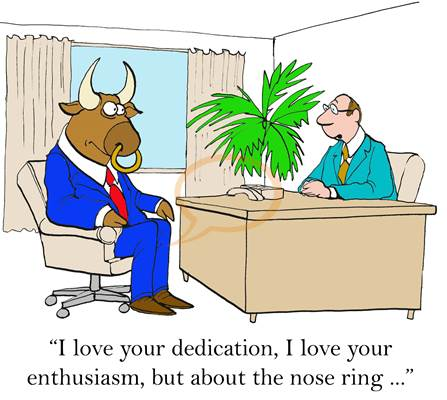 “I love your dedication, I love your
enthusiasm, but about the nose ring ...”